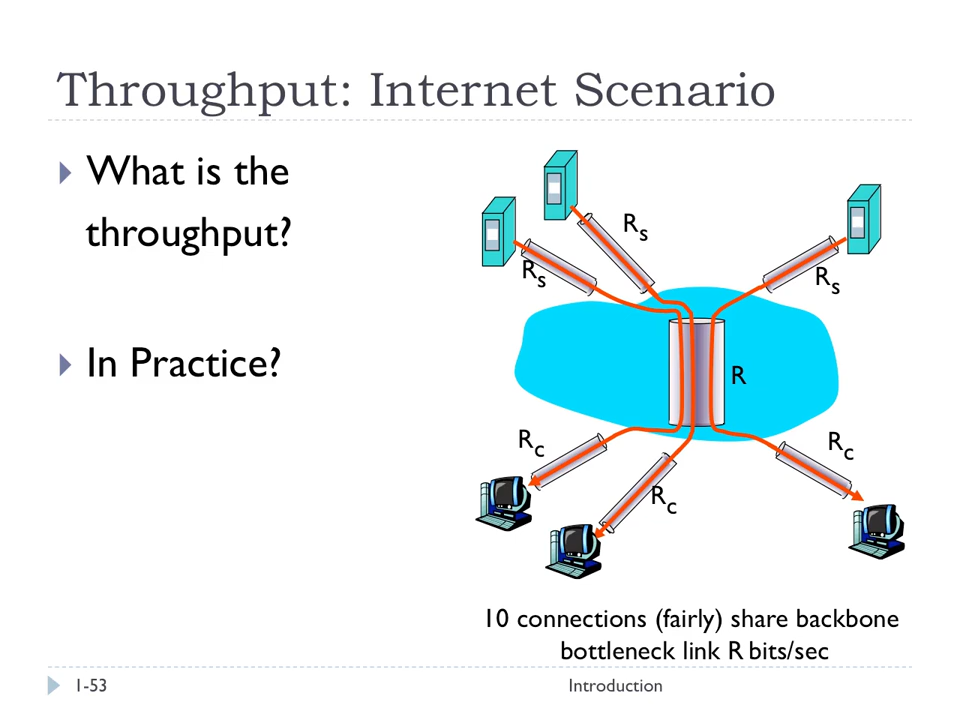 Throughput: Internet Scenario
What is the
throughput?
In Practice?
Rs
Rs
Rs
R
Rc
Rc
Rc
10 connections (fairly) share backbone
bottleneck link R bits/sec
1-53
Introduction